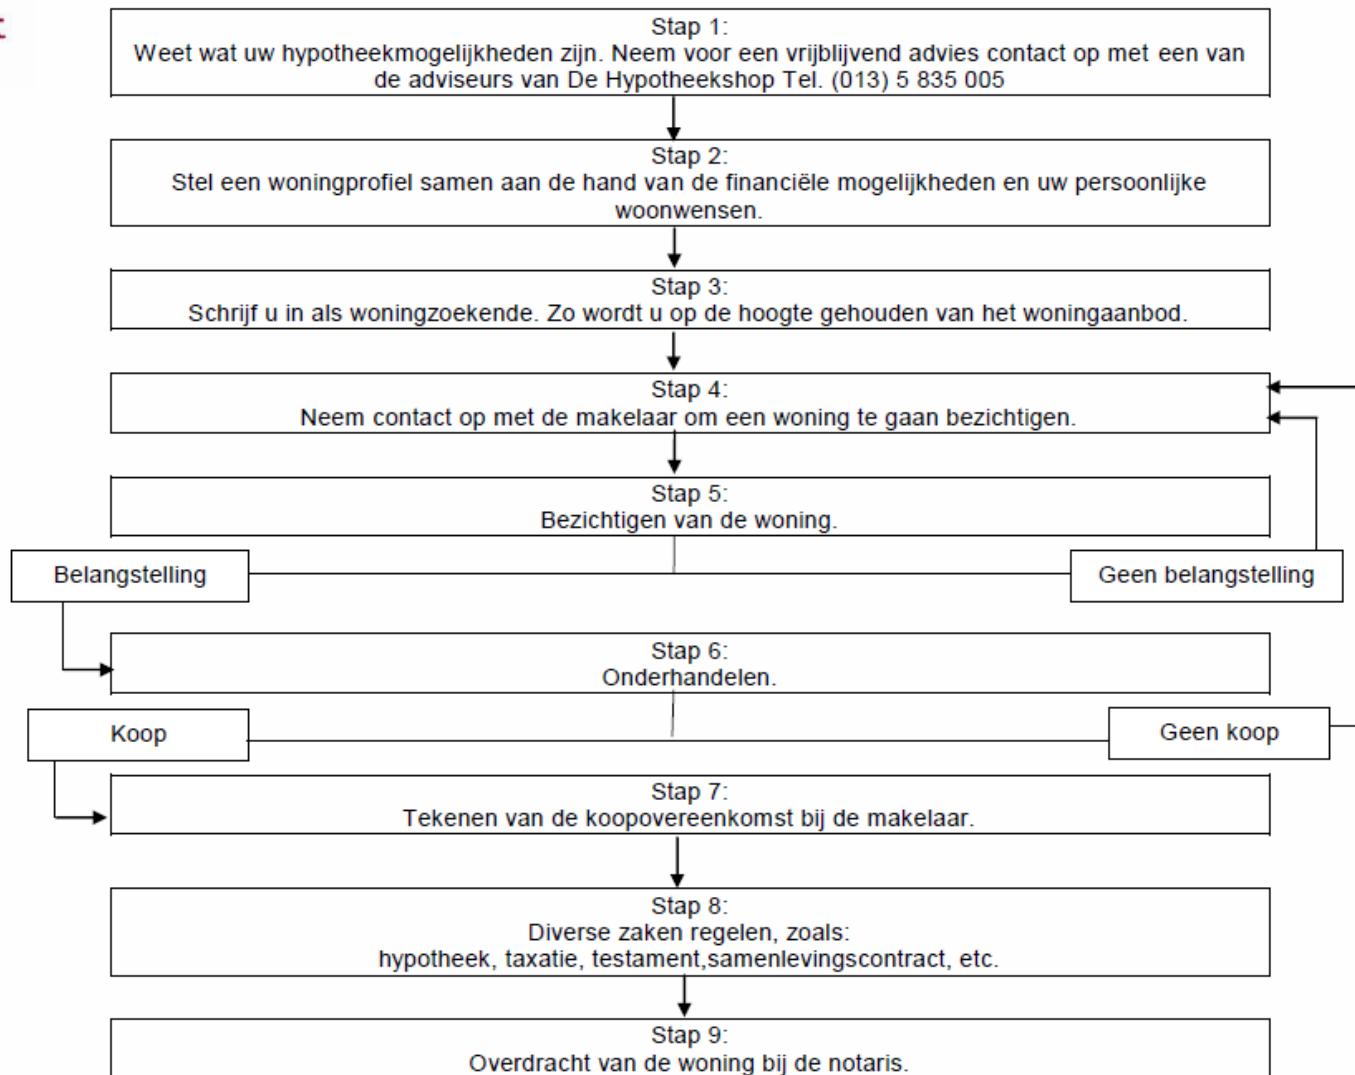 Stap 1:
Weet wat uw hypotheekmogelijkheden zijn. Neem voor een vrijblijvend advies contact op met een van
de adviseurs van De Hypotheekshop Tel. (013) 5 835 005
Stap 2:
Stel een woningprofiel samen aan de hand van de financiële mogelijkheden en uw persoonlijke
woonwensen.
Stap 3:
Schrijf u in als woningzoekende. Zo wordt u op de hoogte gehouden van het woningaanbod.
Stap 4:
Neem contact op met de makelaar om een woning te gaan bezichtigen.
Stap 5:
Bezichtigen van de woning.
Belangstelling
Geen belangstelling
Stap 6:
Onderhandelen.
Koop
Geen koop
Stap 7:
Tekenen van de koopovereenkomst bij de makelaar.
Stap 8:
Diverse zaken regelen, zoals:
hypotheek, taxatie, testament,samenlevingscontract, etc.
Stap 9:
Overdracht van de woning bij de notaris.